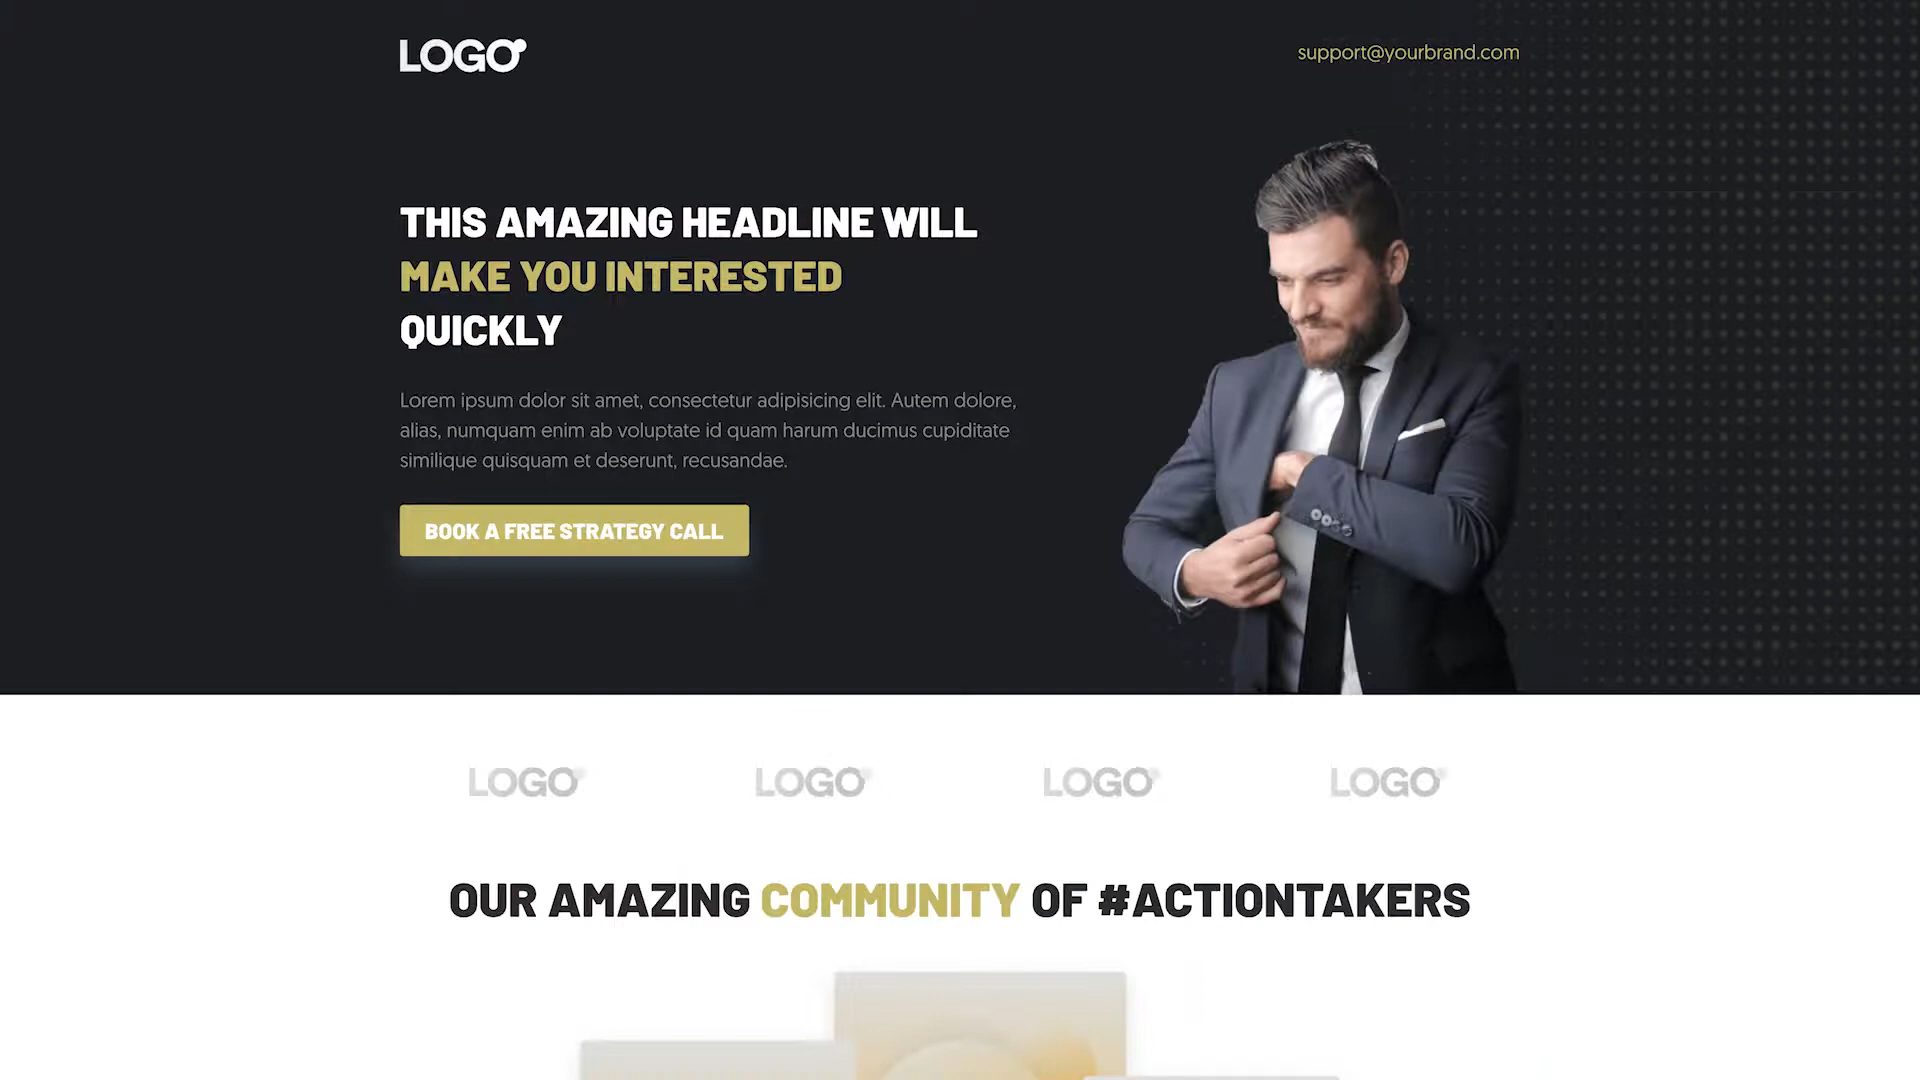 LOGO
support@yourbrand.com
THIS AMAZING HEADLINE WILL
MAKE YOU INTERESTED
QUICKLY
Lorem ipsum dolor sit amet, consectetur adipisicing elit. Autem dolore,
alias, numquam enim ab voluptate id quam harum ducimus cupiditate
similique quisquam et deserunt, recusandae.
BOOK A FREE STRATEGY CALL
LOGO LOGO LOGO LOGO
OUR AMAZING COMMUNITY OF #ACTIONTAKERS